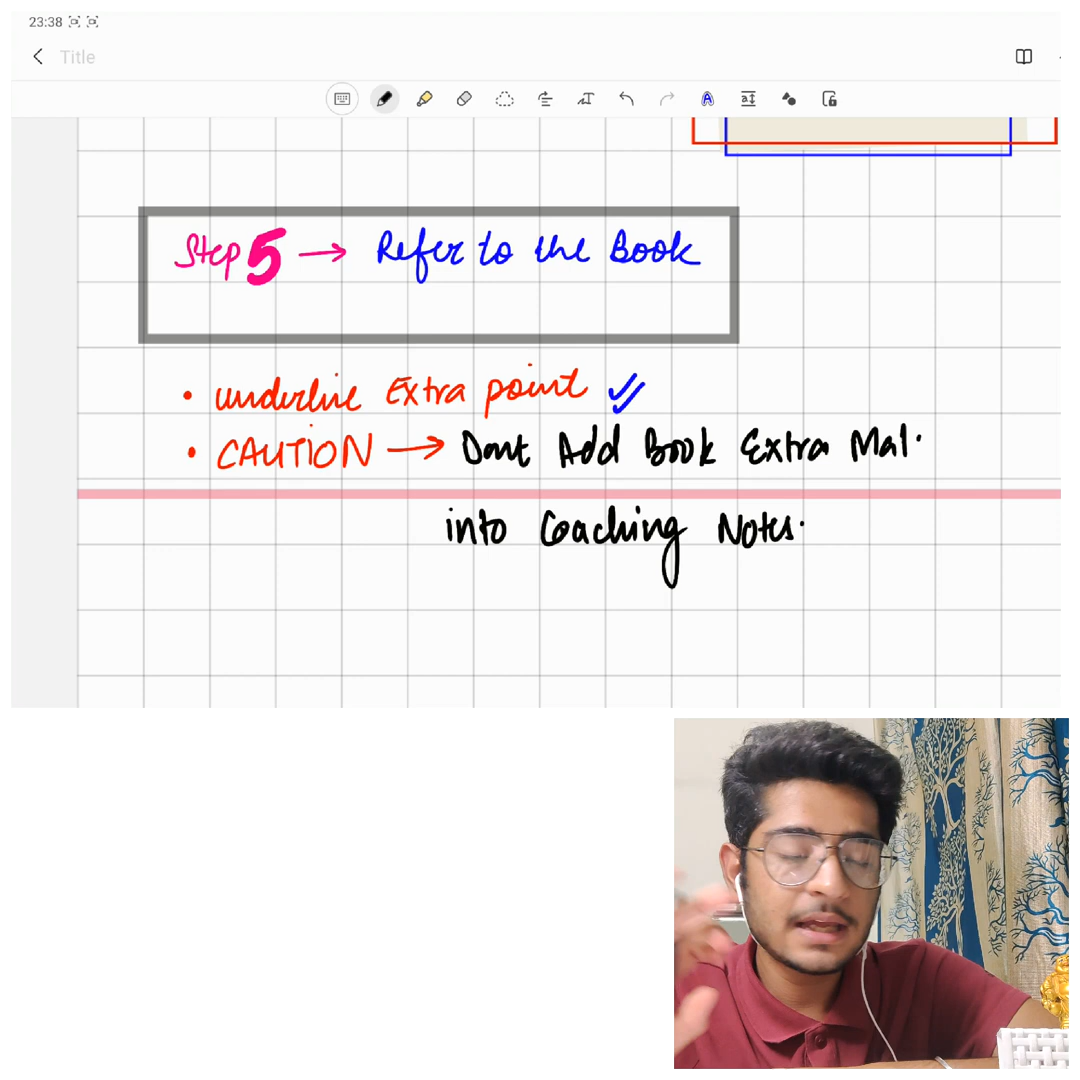 23:38
Title
Step 5 → Refer to the Book
• underline Extra point
• CAUTION → Dont Add Book Extra Mal.
into Coaching Notes.